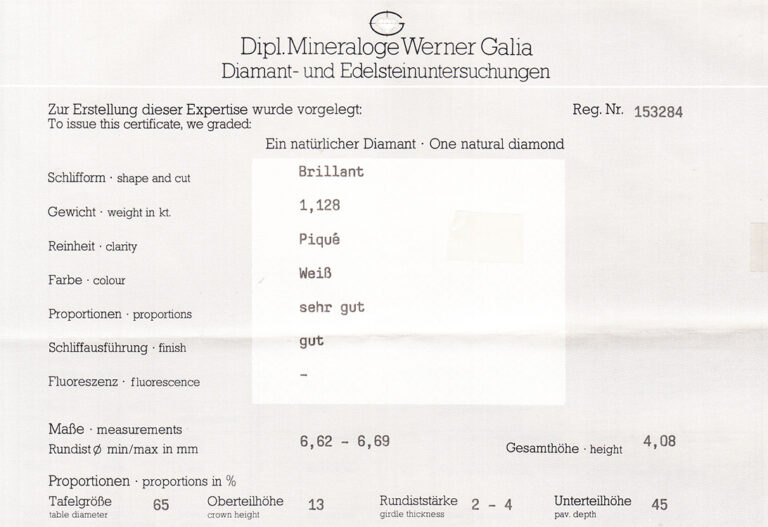 G
Dipl. Mineraloge Werner Galia
Diamant- und Edelsteinuntersuchungen
Zur Erstellung dieser Expertise wurde vorgelegt: Reg. Nr. 153284
To issue this certificate, we graded:
Ein natürlicher Diamant · One natural diamond
Schlifform · shape and cut Brillant
Gewicht · weight in kt. 1,128
Reinheit · clarity Piqué
Farbe · colour Weiß
Proportionen · proportions sehr gut
Schliffausführung · finish gut
Fluoreszenz · fluorescence –
Maße · measurements
Rundist ϕ min/max in mm 6,62 – 6,69 Gesamthöhe · height 4,08
Proportionen · proportions in %
Tafelgröße 65 Oberteilhöhe 13 Rundiststärke 2 – 4 Unterteilhöhe 45
table diameter crown height girdle thickness pav. depth